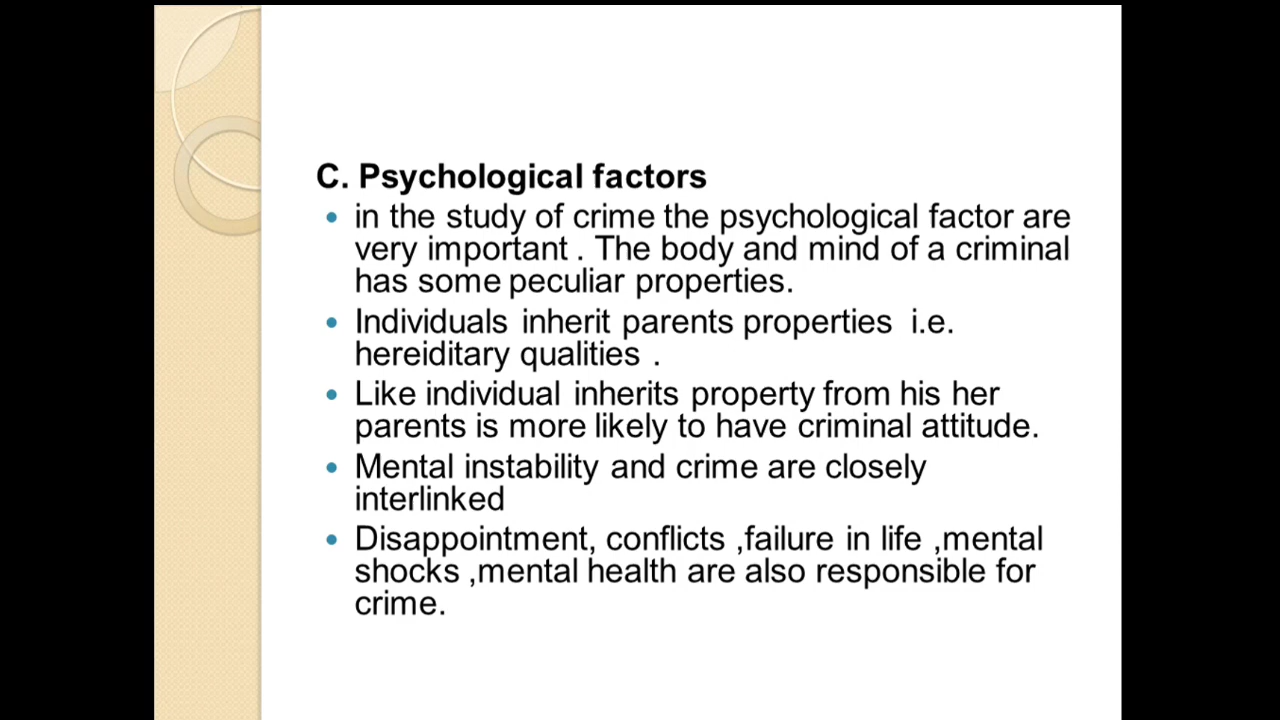 C. Psychological factors
• in the study of crime the psychological factor are
very important . The body and mind of a criminal
has some peculiar properties.
• Individuals inherit parents properties i.e.
hereiditary qualities .
• Like individual inherits property from his her
parents is more likely to have criminal attitude.
• Mental instability and crime are closely
interlinked
• Disappointment, conflicts ,failure in life ,mental
shocks ,mental health are also responsible for
crime.